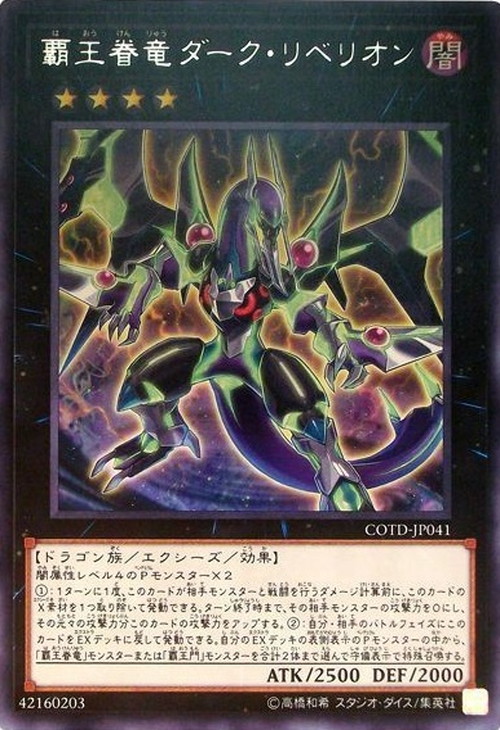 覇王眷竜ダーク・リベリオン
闇
COTD-JP041
【ドラゴン族/エクシーズ/効果】
闇属性レベル4のPモンスター×2
①:1ターンに1度、このカードが相手モンスターと戦闘を行うダメージ計算前に、このカードの
X素材を1つ取り除いて発動できる。ターン終了時まで、その相手モンスターの攻撃力を0にし、
その元々の攻撃力分このカードの攻撃力をアップする。②:自分・相手のバトルフェイズにこの
カードをEXデッキに戻して発動できる。自分のEXデッキの表側表示のPモンスターの中から、
「覇王眷竜」モンスターまたは「覇王門」モンスターを合計2体まで選んで守備表示で特殊召喚する。
ATK/2500 DEF/2000
42160203 ©高橋和希 スタジオ・ダイス/集英社